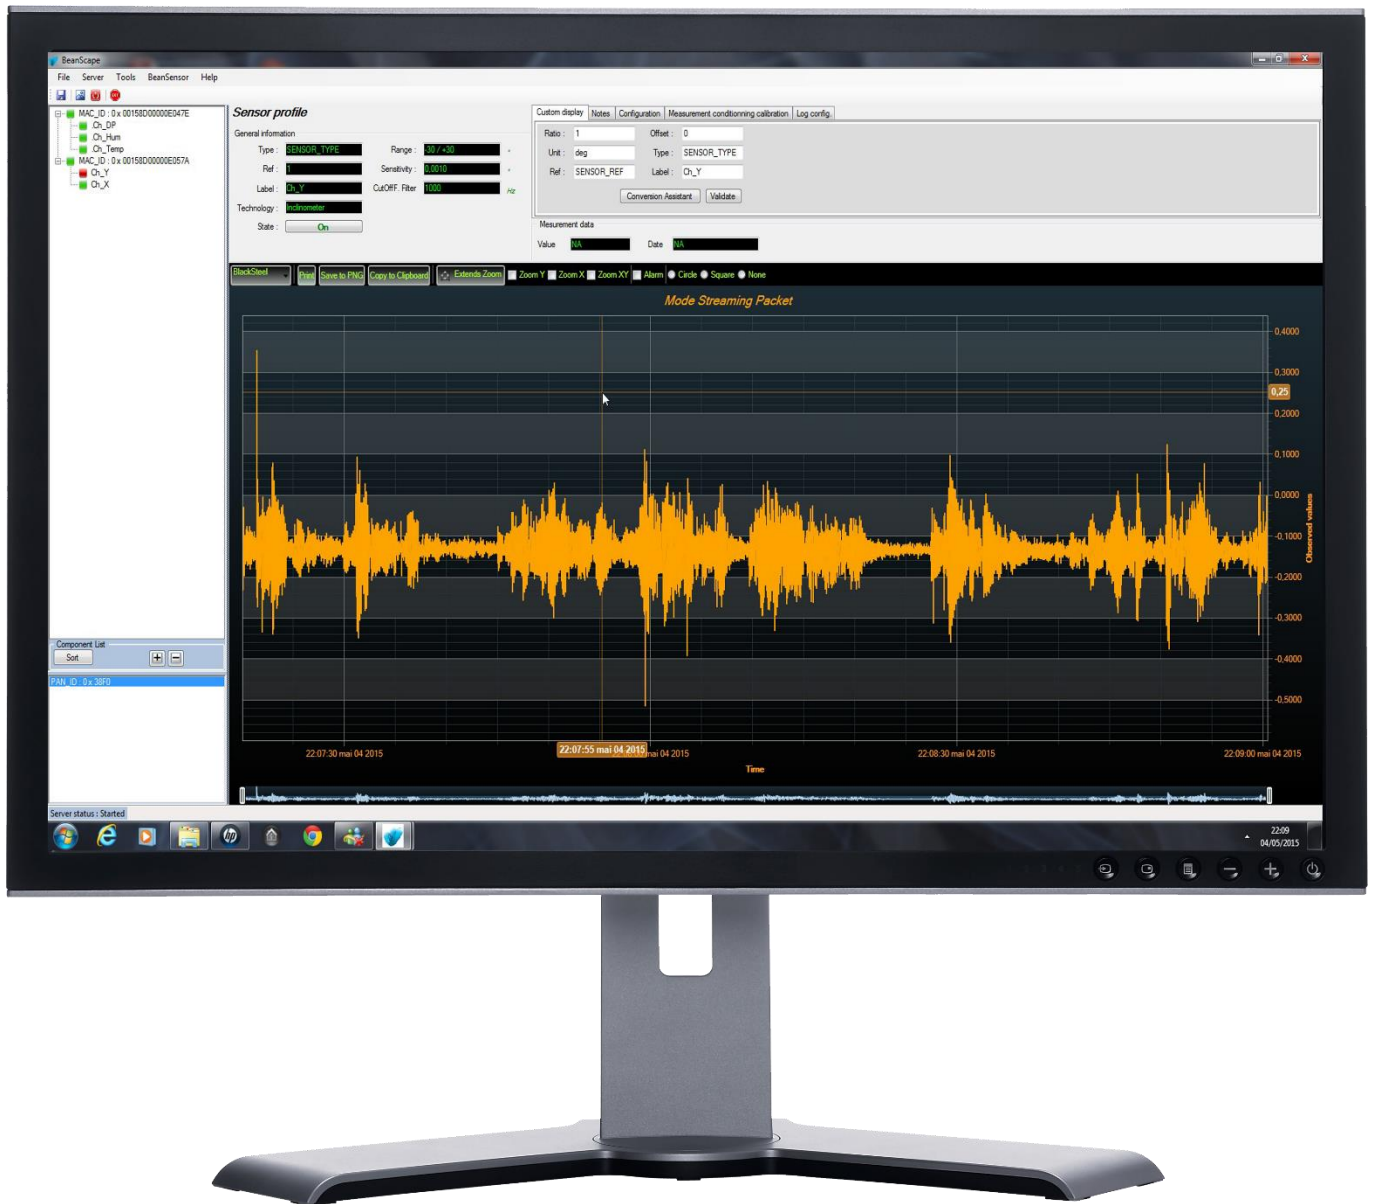 BeanScape
File Server Tools BeanSensor Help
MAC_ID : 0 x 00158D00000E047E
Ch_DP
Ch_Hum
Ch_Temp
MAC_ID : 0 x 00158D00000E057A
Ch_Y
Ch_X
Component List
Sort
PAN_ID : 0 x 38F0
Sensor profile
General information
Type : SENSOR_TYPE Range : -30 / +30
Ref : 1 Sensitivity : 0,0010
Label : Ch_Y CutOffF. Filter 1000 Hz
Technology : Inclinometer
State : On
Custom display Notes Configuration Measurement conditionning calibration Log config.
Ratio : 1 Offset : 0
Unit : deg Type : SENSOR_TYPE
Ref : SENSOR_REF Label : Ch_Y
Conversion Assistant Validate
Mesurement data
Value NA Date NA
BlackSteel Print Save to PNG Copy to Clipboard Extends Zoom Zoom Y Zoom X Zoom XY Alarm Circle Square None
Mode Streaming Packet
0,4000
0,3000
0,25
0,2000
0,1000
0,0000
-0,1000
-0,2000
-0,3000
-0,4000
-0,5000
Observed values
22:07:30 mai 04 2015 22:07:55 mai 04 2015 mai 04 2015 22:08:30 mai 04 2015 22:09:00 mai 04 2015
Time
Server status : Started
hp
22:09
04/05/2015